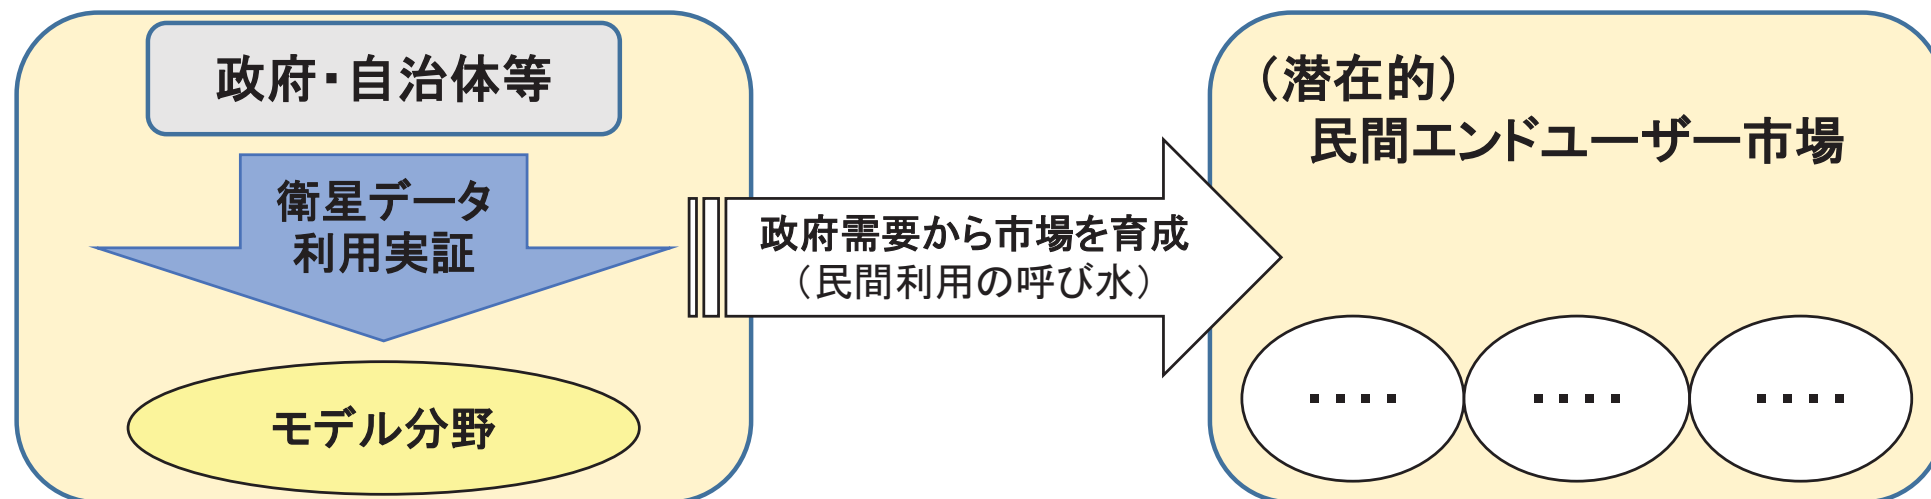 政府・自治体等
衛星データ
利用実証
モデル分野
政府需要から市場を育成
（民間利用の呼び水）
（潜在的）
民間エンドユーザー市場
・・・・
・・・・
・・・・